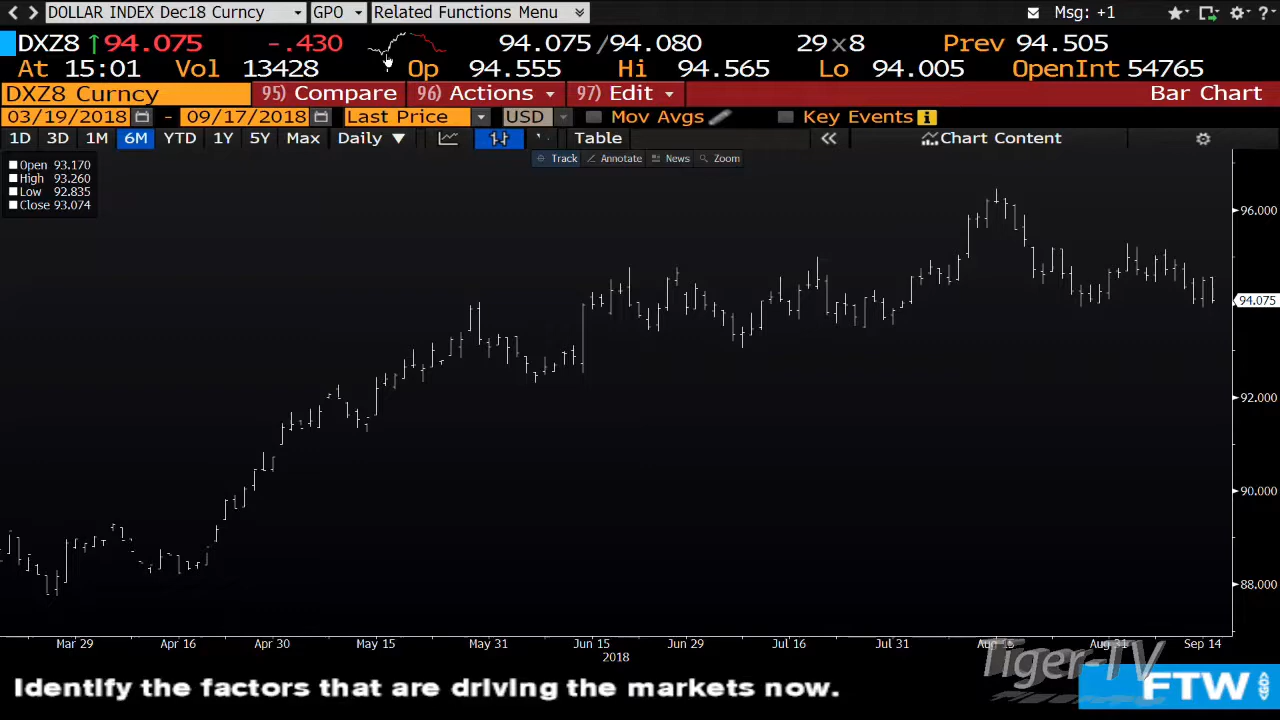 DOLLAR INDEX Dec18 Curncy GPO Related Functions Menu Msg: +1
DXZ8 ↑94.075 -.430 94.075/94.080 29x8 Prev 94.505
At 15:01 Vol 13428 Op 94.555 Hi 94.565 Lo 94.005 OpenInt 54765
DXZ8 Curncy 95) Compare 96) Actions 97) Edit Bar Chart
03/19/2018 - 09/17/2018 Last Price USD Mov Avgs Key Events
1D 3D 1M 6M YTD 1Y 5Y Max Daily ▼ Table « Chart Content
Track Annotate News Zoom
Open 93.170
High 93.260
Low 92.835
Close 93.074
96.000
94.075
92.000
90.000
88.000
Mar 29 Apr 16 Apr 30 May 15 May 31 Jun 15 Jun 29 Jul 16 Jul 31 Aug 15 Aug 31 Sep 14
2018
Tiger-TV
Identify the factors that are driving the markets now.
FTW